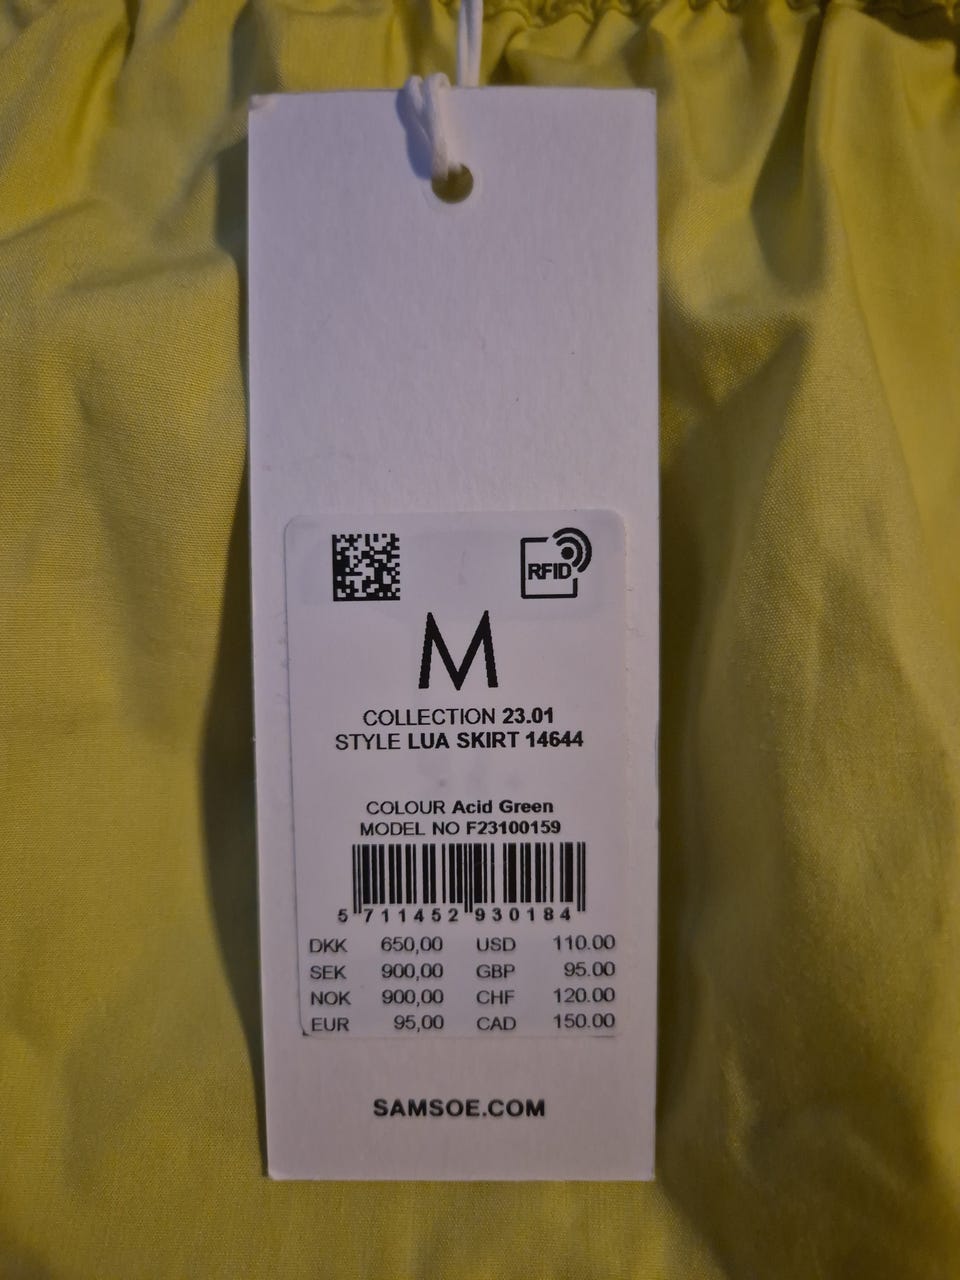 RFID
M
COLLECTION 23.01
STYLE LUA SKIRT 14644
COLOUR Acid Green
MODEL NO F23100159
5 711452 930184
DKK 650,00 USD 110.00
SEK 900,00 GBP 95.00
NOK 900,00 CHF 120.00
EUR 95,00 CAD 150.00
SAMSOE.COM